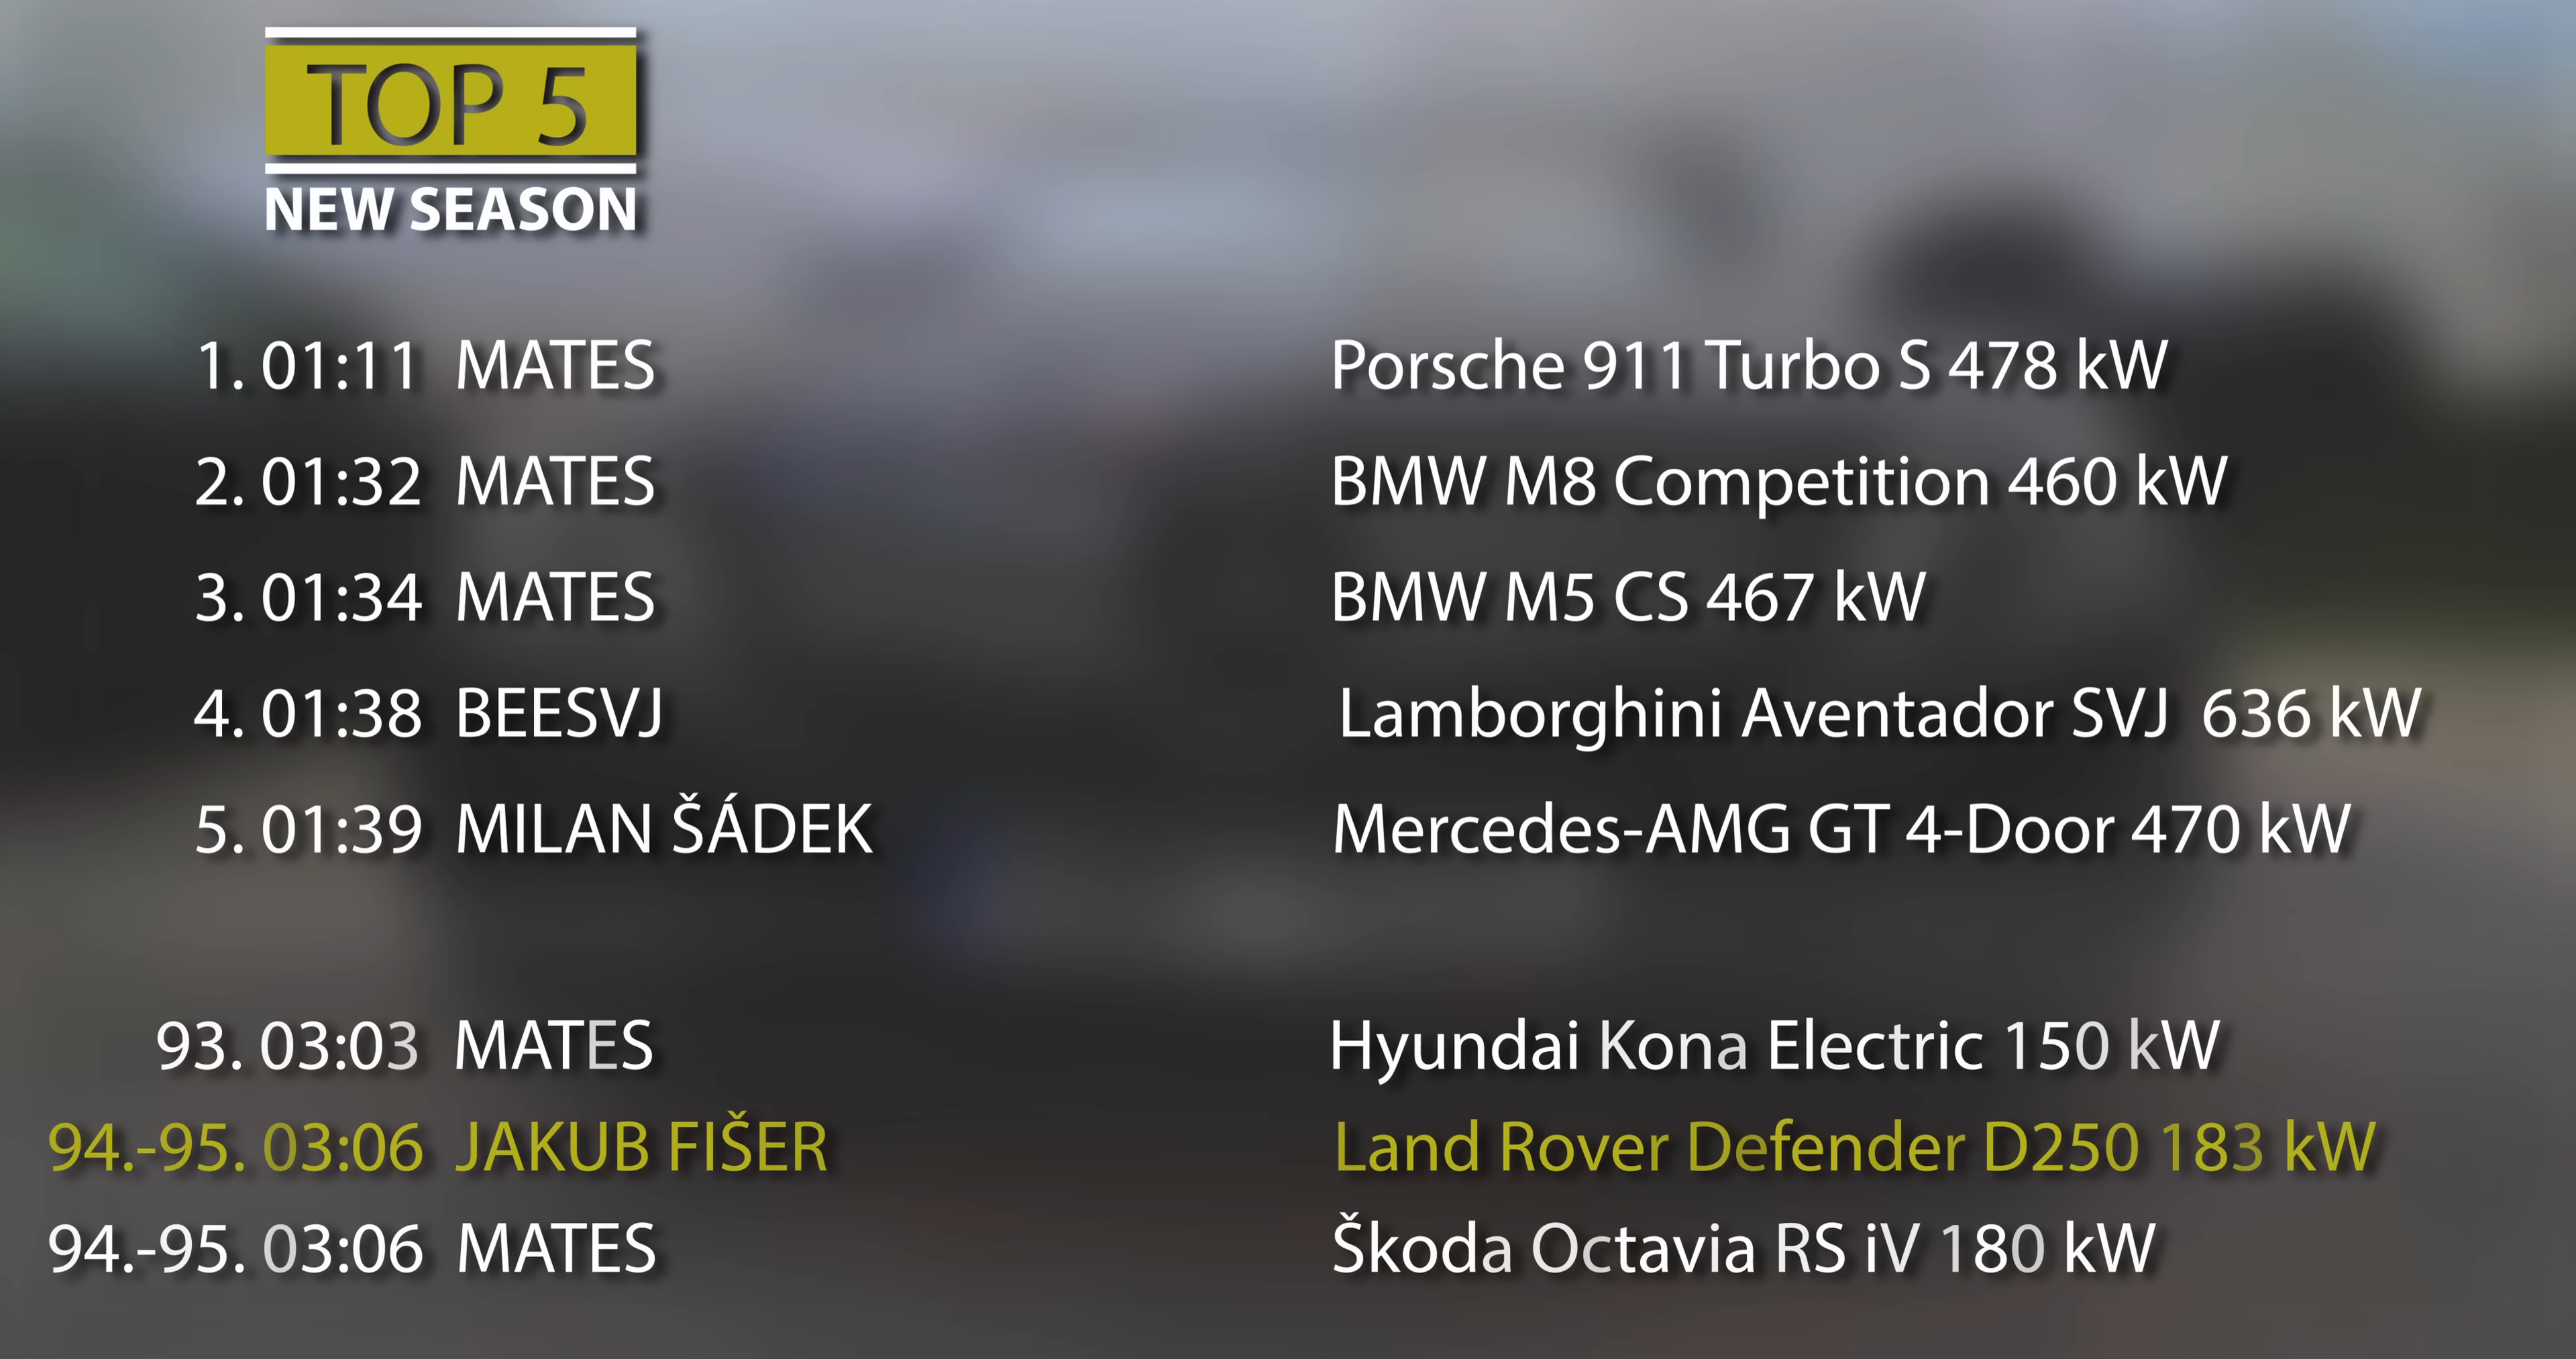 TOP 5
NEW SEASON
1. 01:11 MATES Porsche 911 Turbo S 478 kW
2. 01:32 MATES BMW M8 Competition 460 kW
3. 01:34 MATES BMW M5 CS 467 kW
4. 01:38 BEESVJ Lamborghini Aventador SVJ 636 kW
5. 01:39 MILAN ŠÁDEK Mercedes-AMG GT 4-Door 470 kW
93. 03:03 MATES Hyundai Kona Electric 150 kW
94.-95. 03:06 JAKUB FIŠER Land Rover Defender D250 183 kW
94.-95. 03:06 MATES Škoda Octavia RS iV 180 kW